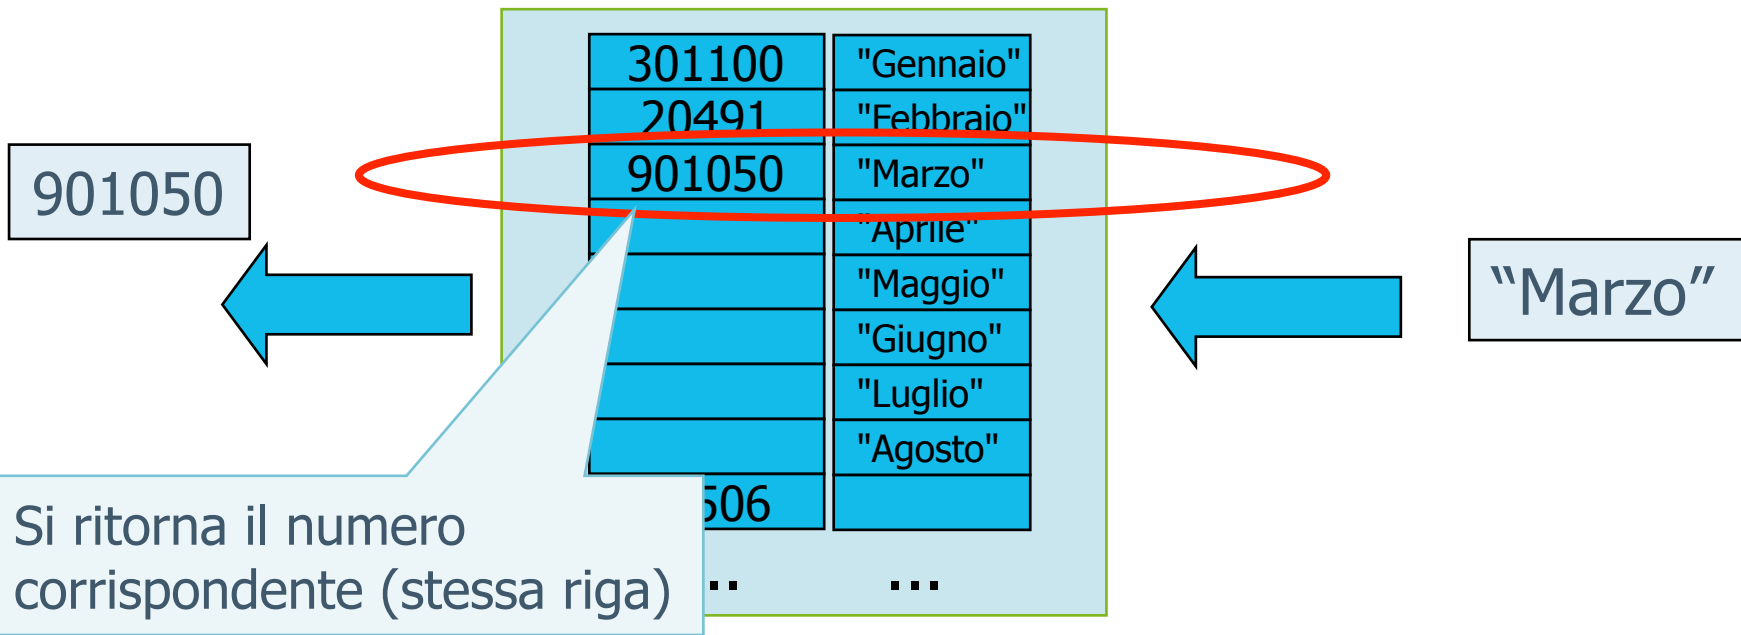 301100 "Gennaio"
20491 "Febbraio"
901050 "Marzo"
901050
"Aprile"
"Maggio"
“Marzo”
"Giugno"
"Luglio"
"Agosto"
506
Si ritorna il numero
corrispondente (stessa riga)
.. ...